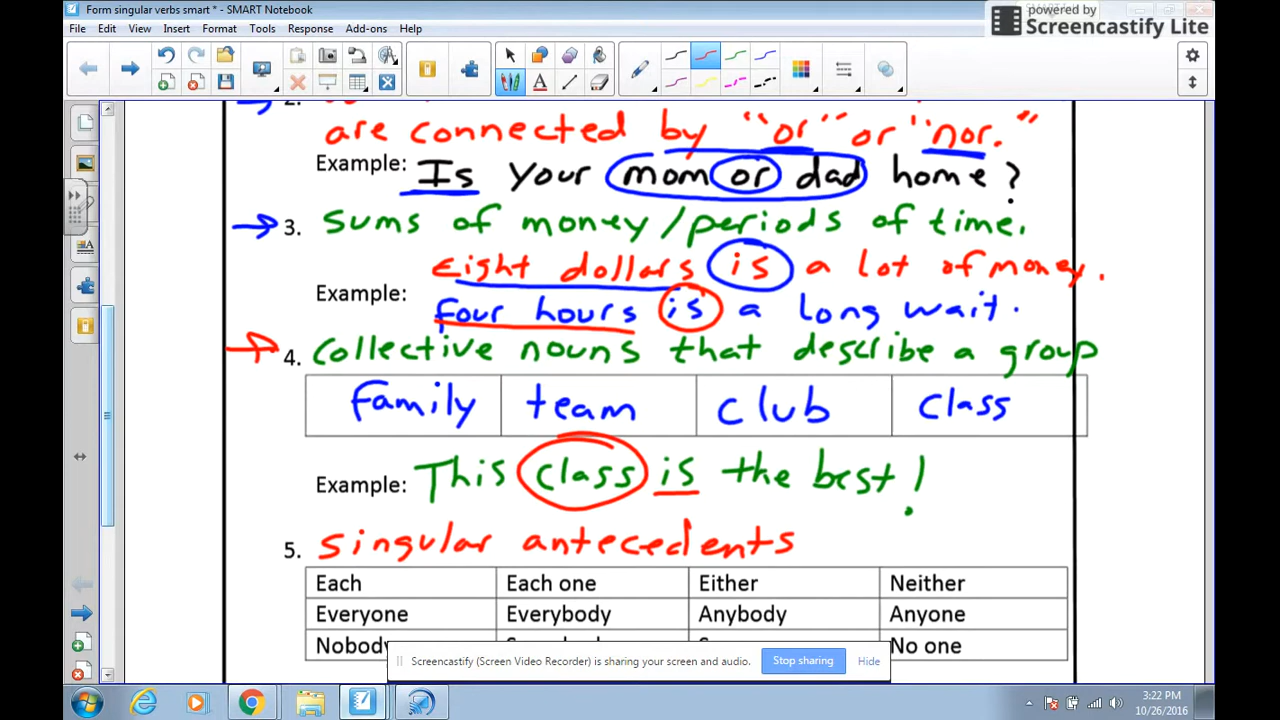 Form singular verbs smart * - SMART Notebook
powered by
Screencastify Lite
File Edit View Insert Format Tools Response Add-ons Help
2.
are connected by "or" or "nor."
Example: Is your mom or dad home?
3. Sums of money/periods of time.
Eight dollars is a lot of money.
Example:
four hours is a long wait.
4. Collective nouns that describe a group
family team club class
Example: This class is the best!
5. singular antecedents
Each Each one Either Neither
Everyone Everybody Anybody Anyone
Nobody No one
Screencastify (Screen Video Recorder) is sharing your screen and audio. Stop sharing Hide
3:22 PM
10/26/2016